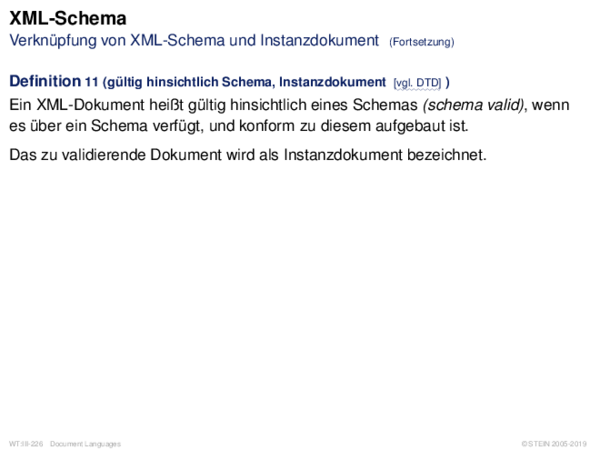 XML-Schema
Verknüpfung von XML-Schema und Instanzdokument (Fortsetzung)
Definition 11 (gültig hinsichtlich Schema, Instanzdokument [vgl. DTD] )
Ein XML-Dokument heißt gültig hinsichtlich eines Schemas (schema valid), wenn
es über ein Schema verfügt, und konform zu diesem aufgebaut ist.
Das zu validierende Dokument wird als Instanzdokument bezeichnet.
WT:III-226 Document Languages © STEIN 2005-2019